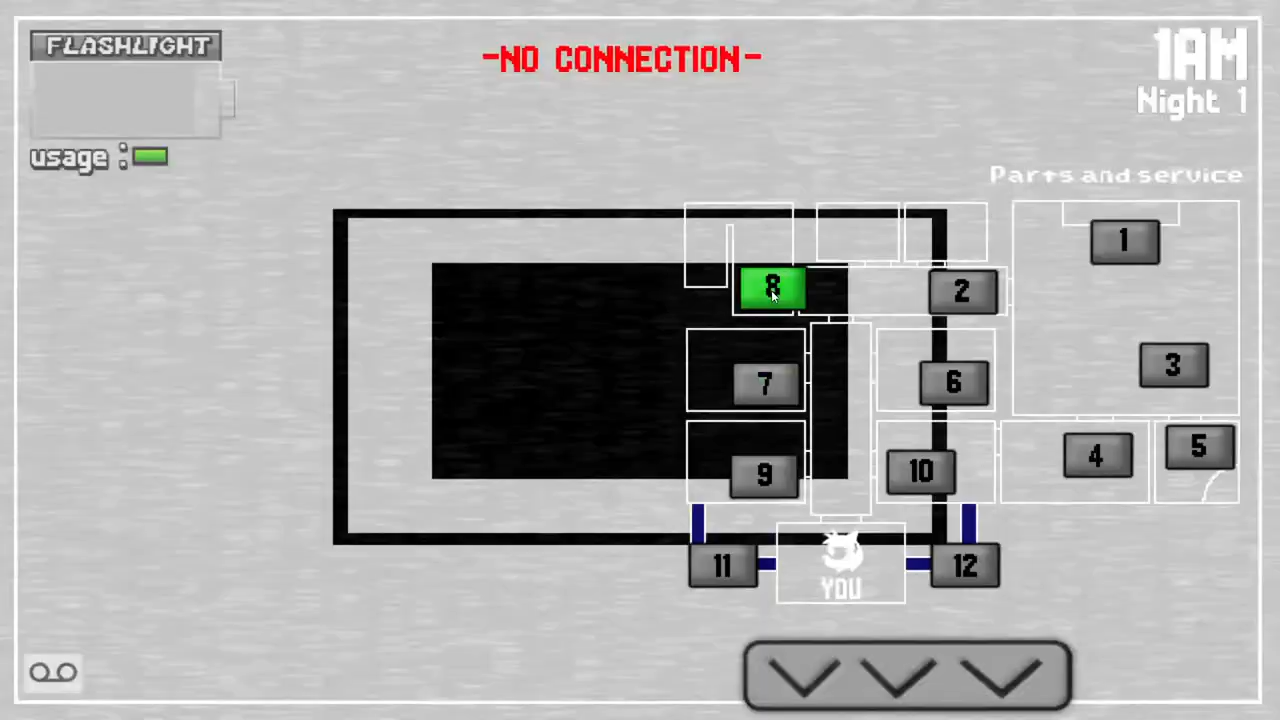 FLASHLIGHT
-NO CONNECTION-
1AM
Night 1
usage :
Parts and service
1
8
2
3
7
6
4
5
9
10
11
YOU
12